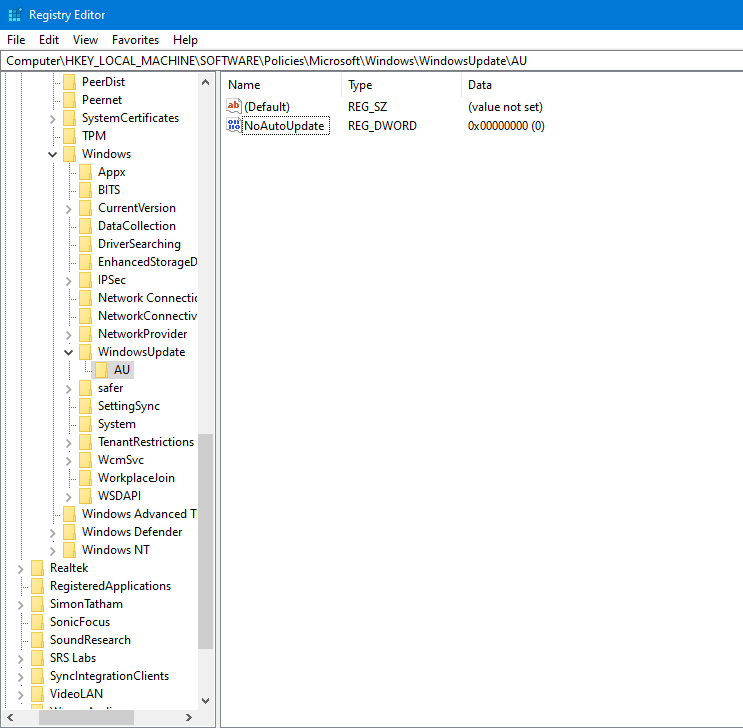 Registry Editor
File Edit View Favorites Help
Computer\HKEY_LOCAL_MACHINE\SOFTWARE\Policies\Microsoft\Windows\WindowsUpdate\AU
PeerDist
Peernet
SystemCertificates
TPM
Windows
Appx
BITS
CurrentVersion
DataCollection
DriverSearching
EnhancedStorageD
IPSec
Network Connectic
NetworkConnectiv
NetworkProvider
WindowsUpdate
AU
safer
SettingSync
System
TenantRestrictions
WcmSvc
WorkplaceJoin
WSDAPI
Windows Advanced T
Windows Defender
Windows NT
Realtek
RegisteredApplications
SimonTatham
SonicFocus
SoundResearch
SRS Labs
SyncIntegrationClients
VideoLAN
Name Type Data
ab (Default) REG_SZ (value not set)
NoAutoUpdate REG_DWORD 0x00000000 (0)